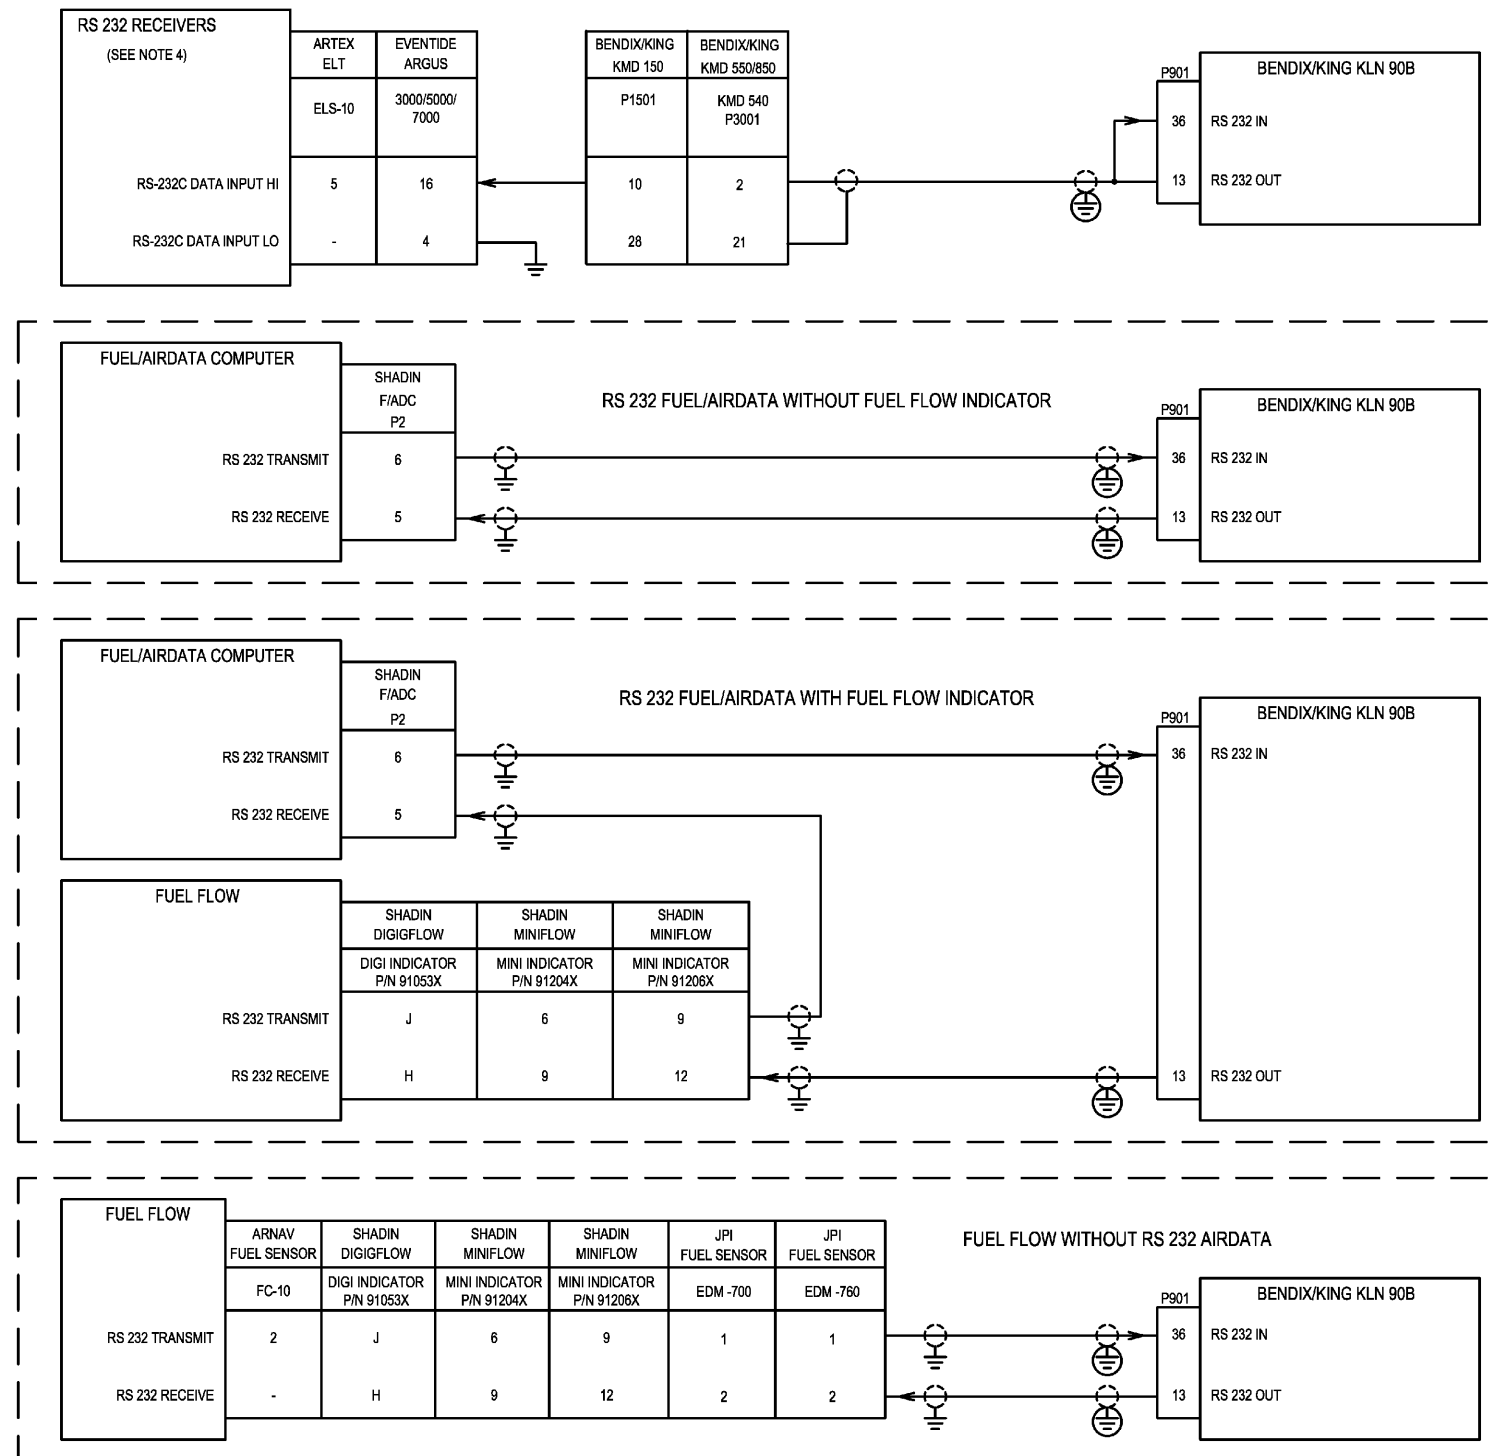 RS 232 RECEIVERS
(SEE NOTE 4)
ARTEX ELT
EVENTIDE ARGUS
BENDIX/KING KMD 150
BENDIX/KING KMD 550/850
ELS-10
3000/5000/ 7000
P1501
KMD 540 P3001
P901
BENDIX/KING KLN 90B
36 RS 232 IN
RS-232C DATA INPUT HI 5 16 10 2 13 RS 232 OUT
RS-232C DATA INPUT LO - 4 28 21
FUEL/AIRDATA COMPUTER
SHADIN
F/ADC
P2
RS 232 FUEL/AIRDATA WITHOUT FUEL FLOW INDICATOR
P901
BENDIX/KING KLN 90B
RS 232 TRANSMIT 6 36 RS 232 IN
RS 232 RECEIVE 5 13 RS 232 OUT
FUEL/AIRDATA COMPUTER
SHADIN
F/ADC
P2
RS 232 FUEL/AIRDATA WITH FUEL FLOW INDICATOR
P901
BENDIX/KING KLN 90B
RS 232 TRANSMIT 6 36 RS 232 IN
RS 232 RECEIVE 5
FUEL FLOW
SHADIN DIGIGFLOW
SHADIN MINIFLOW
SHADIN MINIFLOW
DIGI INDICATOR P/N 91053X
MINI INDICATOR P/N 91204X
MINI INDICATOR P/N 91206X
RS 232 TRANSMIT J 6 9
RS 232 RECEIVE H 9 12 13 RS 232 OUT
FUEL FLOW
ARNAV FUEL SENSOR
SHADIN DIGIGFLOW
SHADIN MINIFLOW
SHADIN MINIFLOW
JPI FUEL SENSOR
JPI FUEL SENSOR
FUEL FLOW WITHOUT RS 232 AIRDATA
FC-10
DIGI INDICATOR P/N 91053X
MINI INDICATOR P/N 91204X
MINI INDICATOR P/N 91206X
EDM -700
EDM -760
P901
BENDIX/KING KLN 90B
RS 232 TRANSMIT 2 J 6 9 1 1 36 RS 232 IN
RS 232 RECEIVE - H 9 12 2 2 13 RS 232 OUT